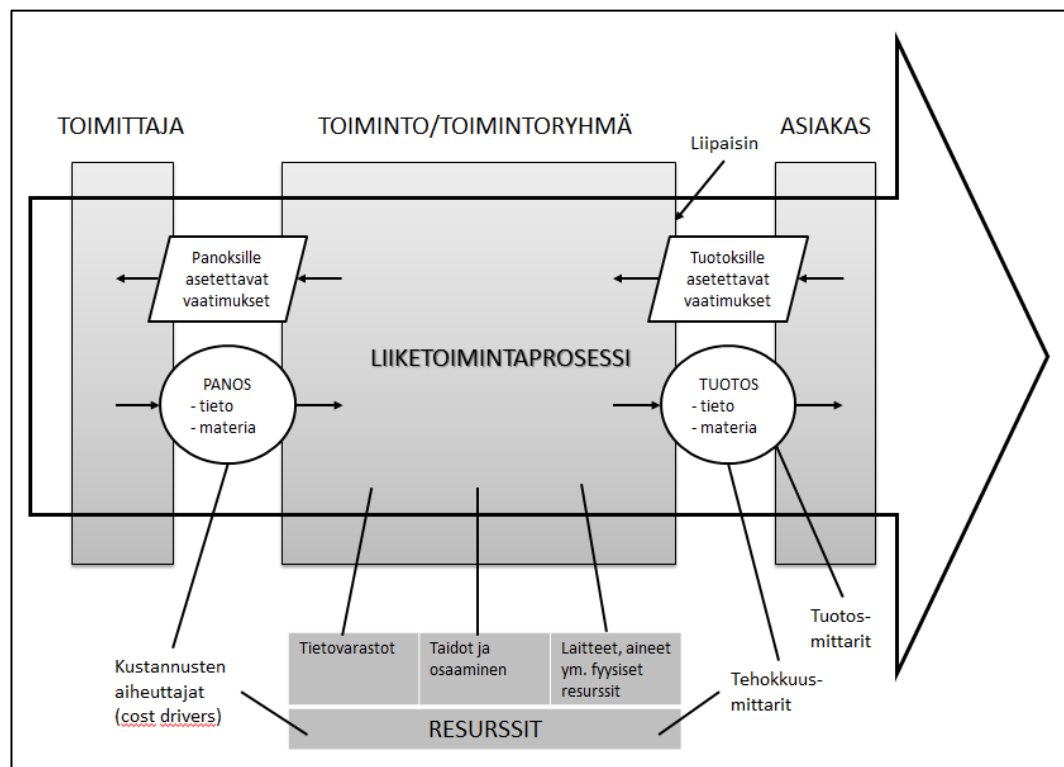 TOIMITTAJA
TOIMINTO/TOIMINTORYHMÄ
ASIAKAS
Liipaisin
Panoksille
asetettavat
vaatimukset
Tuotoksille
asetettavat
vaatimukset
LIIKETOIMINTAPROSESSI
PANOS
- tieto
- materia
TUOTOS
- tieto
- materia
Tuotos-
mittarit
Tietovarastot
Taidot ja
osaaminen
Laitteet, aineet
ym. fyysiset
resurssit
Kustannusten
aiheuttajat
(cost drivers)
Tehokkuus-
mittarit
RESURSSIT